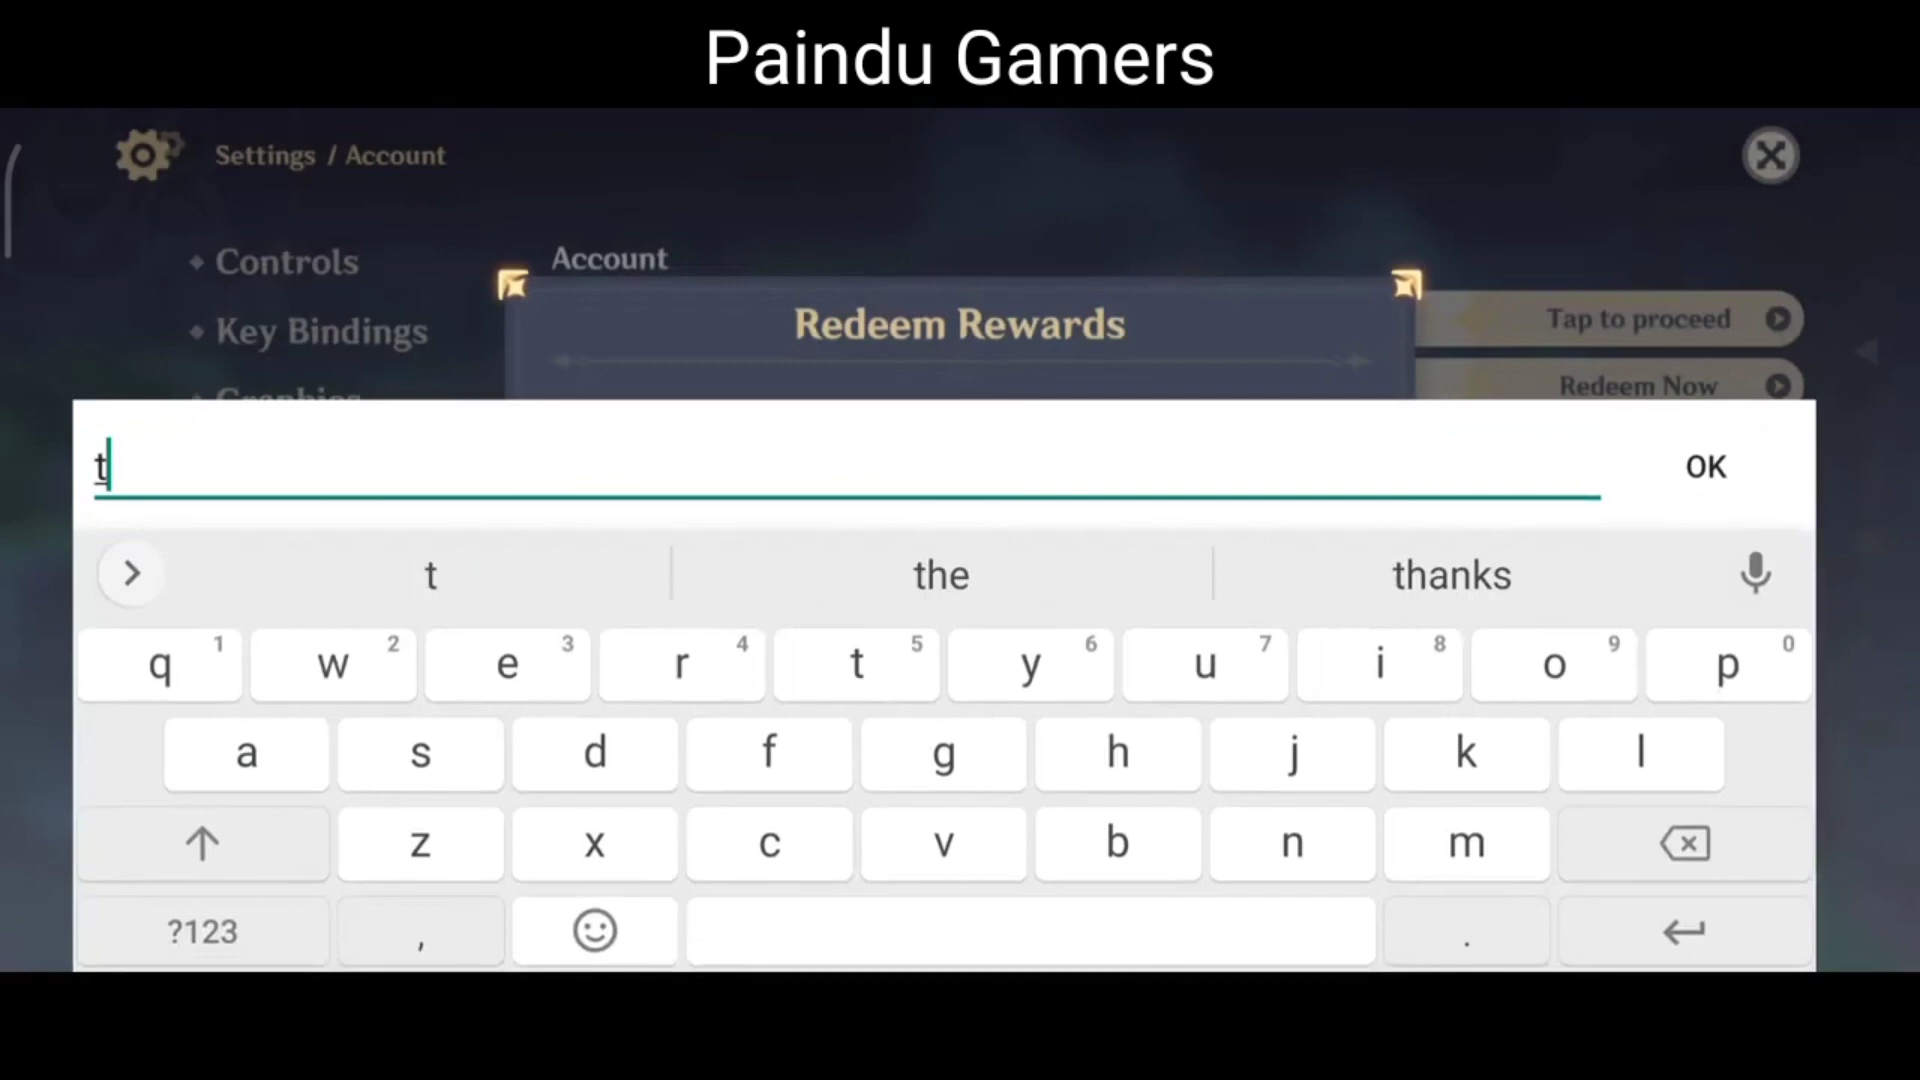 Paindu Gamers
Settings / Account
Controls
Account
Key Bindings
Redeem Rewards
Tap to proceed
Graphics
Redeem Now
t
OK
t the thanks
q 1 w 2 e 3 r 4 t 5 y 6 u 7 i 8 o 9 p 0
a s d f g h j k l
z x c v b n m
?123 , .